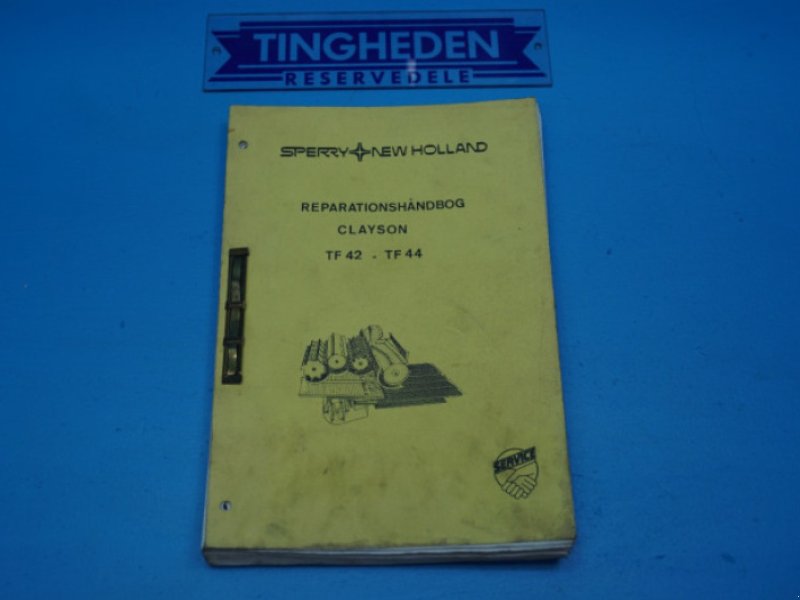 TINGHEDEN
RESERVEDELE
SPERRY NEW HOLLAND
REPARATIONSHÅNDBOG
CLAYSON
TF 42 - TF 44
SERVICE